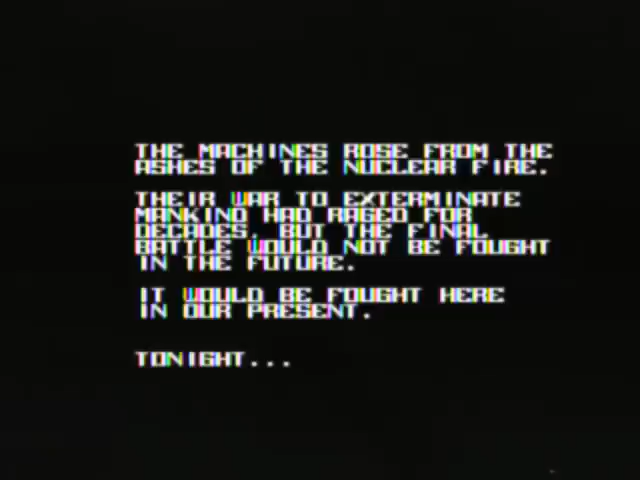 THE MACHINES ROSE FROM THE
ASHES OF THE NUCLEAR FIRE.
THEIR WAR TO EXTERMINATE
MANKIND HAD RAGED FOR
DECADES, BUT THE FINAL
BATTLE WOULD NOT BE FOUGHT
IN THE FUTURE.
IT WOULD BE FOUGHT HERE
IN OUR PRESENT.
TONIGHT...